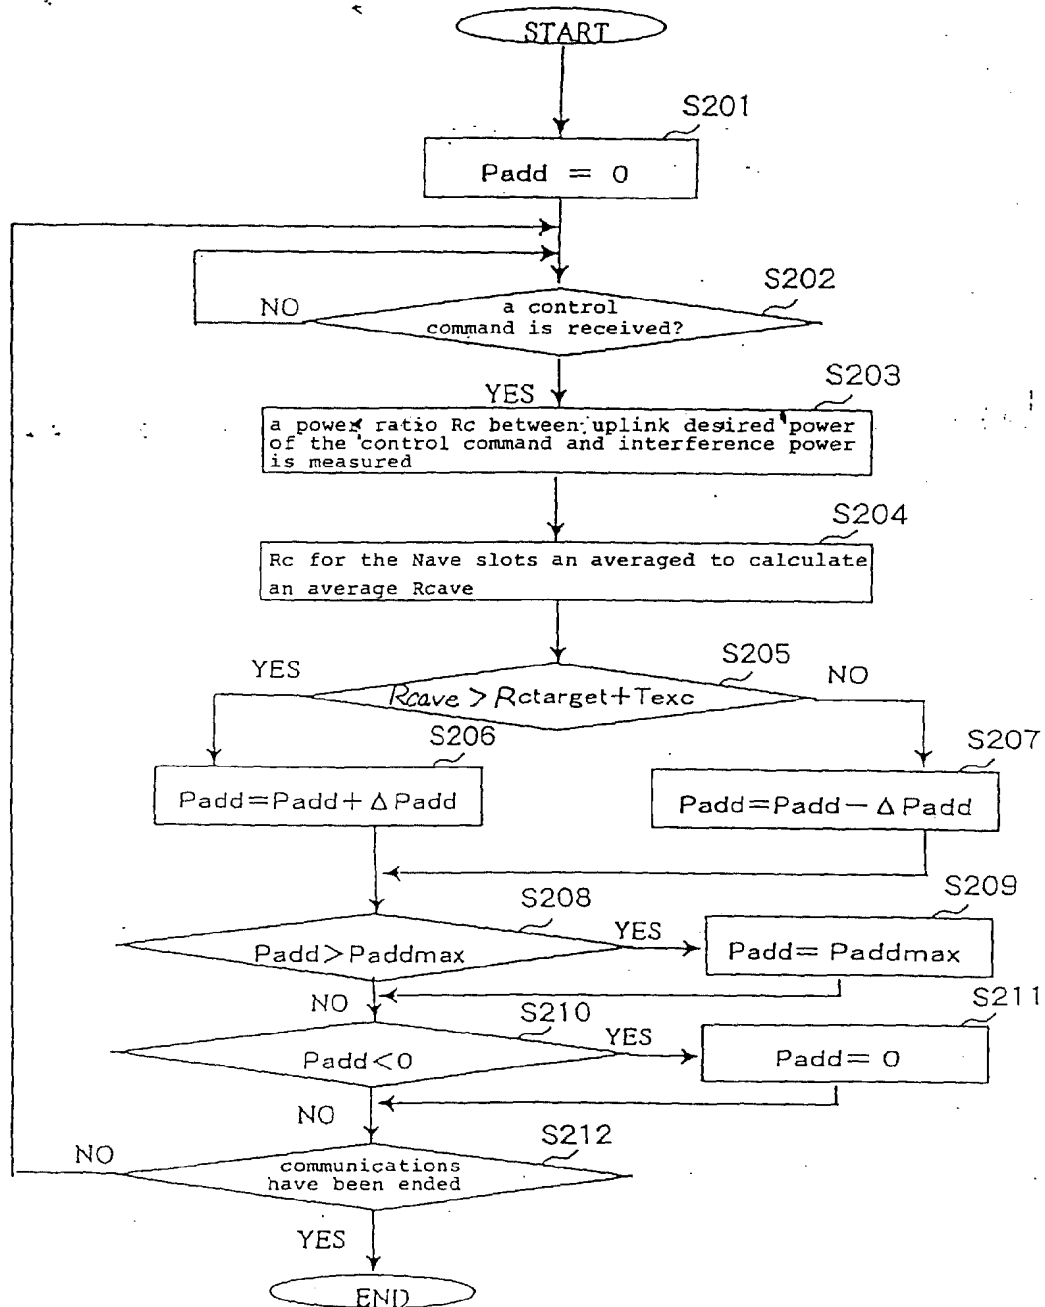 START
S201
Padd = 0
S202
NO
a control
command is received?
YES
S203
a power ratio Rc between uplink desired power
of the control command and interference power
is measured
S204
Rc for the Nave slots an averaged to calculate
an average Rcave
S205
YES
NO
Rcave > Rctarget+Texc
S206
S207
Padd=Padd+ Δ Padd
Padd=Padd− Δ Padd
S208
S209
Padd>Paddmax
YES
Padd= Paddmax
NO
S210
S211
Padd<0
YES
Padd= 0
NO
S212
NO
communications
have been ended
YES
END